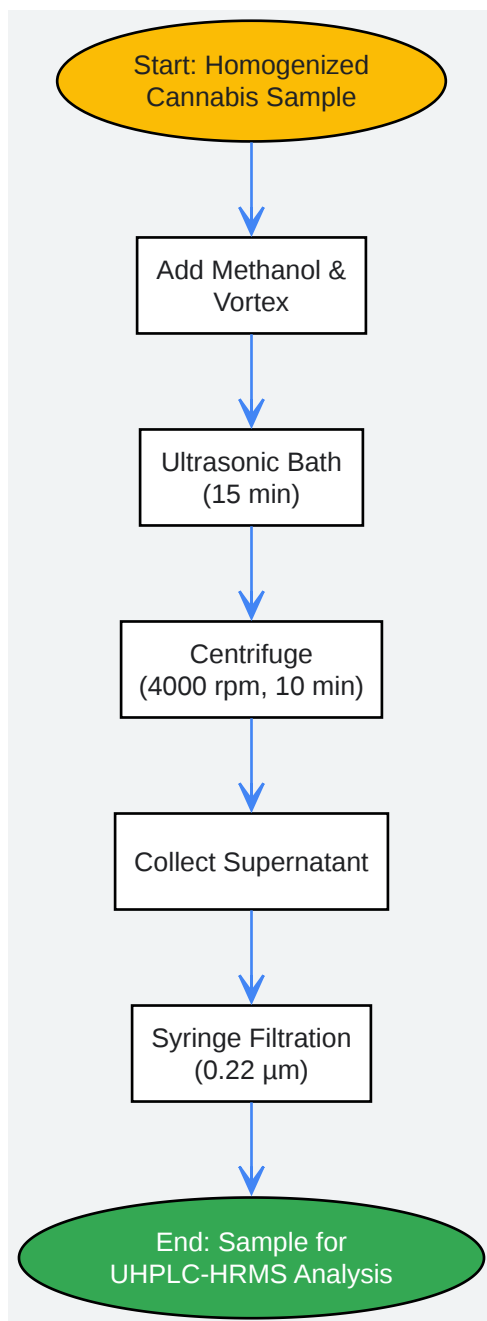 Start: Homogenized
Cannabis Sample
Add Methanol &
Vortex
Ultrasonic Bath
(15 min)
Centrifuge
(4000 rpm, 10 min)
Collect Supernatant
Syringe Filtration
(0.22 µm)
End: Sample for
UHPLC-HRMS Analysis